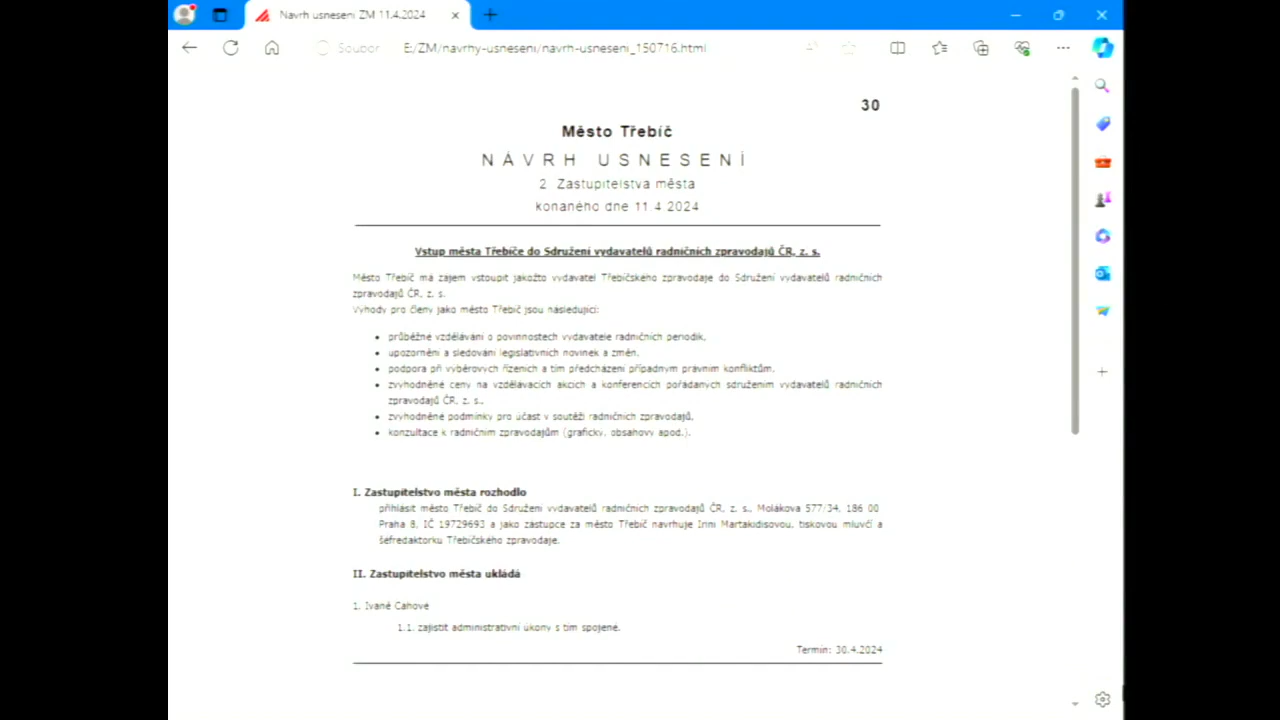 Navrh usneseni ZM 11.4.2024
Soubor E:/ZM/navrhy-usneseni/navrh-usneseni_150716.html
30
Město Třebíč
NÁVRH USNESENÍ
2. Zastupitelstva města
konaného dne 11.4.2024
Vstup města Třebíče do Sdružení vydavatelů radničních zpravodajů ČR, z. s.
Město Třebíč má zájem vstoupit jakožto vydavatel Třebíčského zpravodaje do Sdružení vydavatelů radničních
zpravodajů ČR, z. s.
Výhody pro členy jako město Třebíč jsou následující:
• průběžné vzdělávání o povinnostech vydavatele radničních periodik,
• upozornění a sledování legislativních novinek a změn,
• podpora při výběrových řízeních a tím předcházení případným právním konfliktům,
• zvýhodněné ceny na vzdělávacích akcích a konferencích pořádaných sdružením vydavatelů radničních
zpravodajů ČR, z. s.,
• zvýhodněné podmínky pro účast v soutěži radničních zpravodajů,
• konzultace k radničním zpravodajům (grafický, obsahový apod.).
I. Zastupitelstvo města rozhodlo
přihlásit město Třebíč do Sdružení vydavatelů radničních zpravodajů ČR, z. s., Molákova 577/34, 186 00
Praha 8, IČ 19729693 a jako zástupce za město Třebíč navrhuje Irini Martakidisovou, tiskovou mluvčí a
šéfredaktorku Třebíčského zpravodaje.
II. Zastupitelstvo města ukládá
1. Ivaně Cahové
1.1. zajistit administrativní úkony s tím spojené.
Termín: 30.4.2024